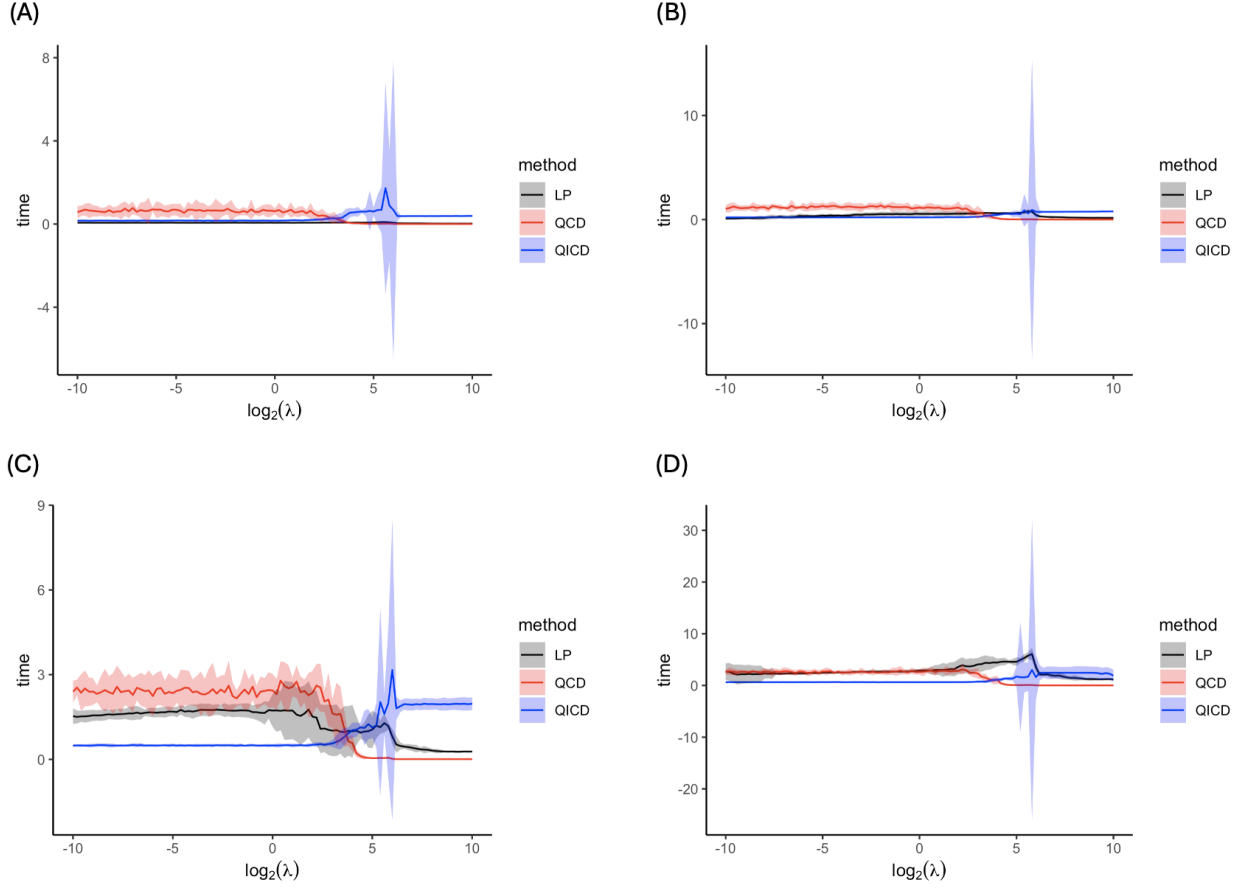 (A)
8
4
0
-4
time
-10 -5 0 5 10
log₂(λ)
method
LP
QCD
QICD
(B)
10
0
-10
time
-10 -5 0 5 10
log₂(λ)
method
LP
QCD
QICD
(C)
9
6
3
0
time
-10 -5 0 5 10
log₂(λ)
method
LP
QCD
QICD
(D)
30
20
10
0
-10
-20
time
-10 -5 0 5 10
log₂(λ)
method
LP
QCD
QICD